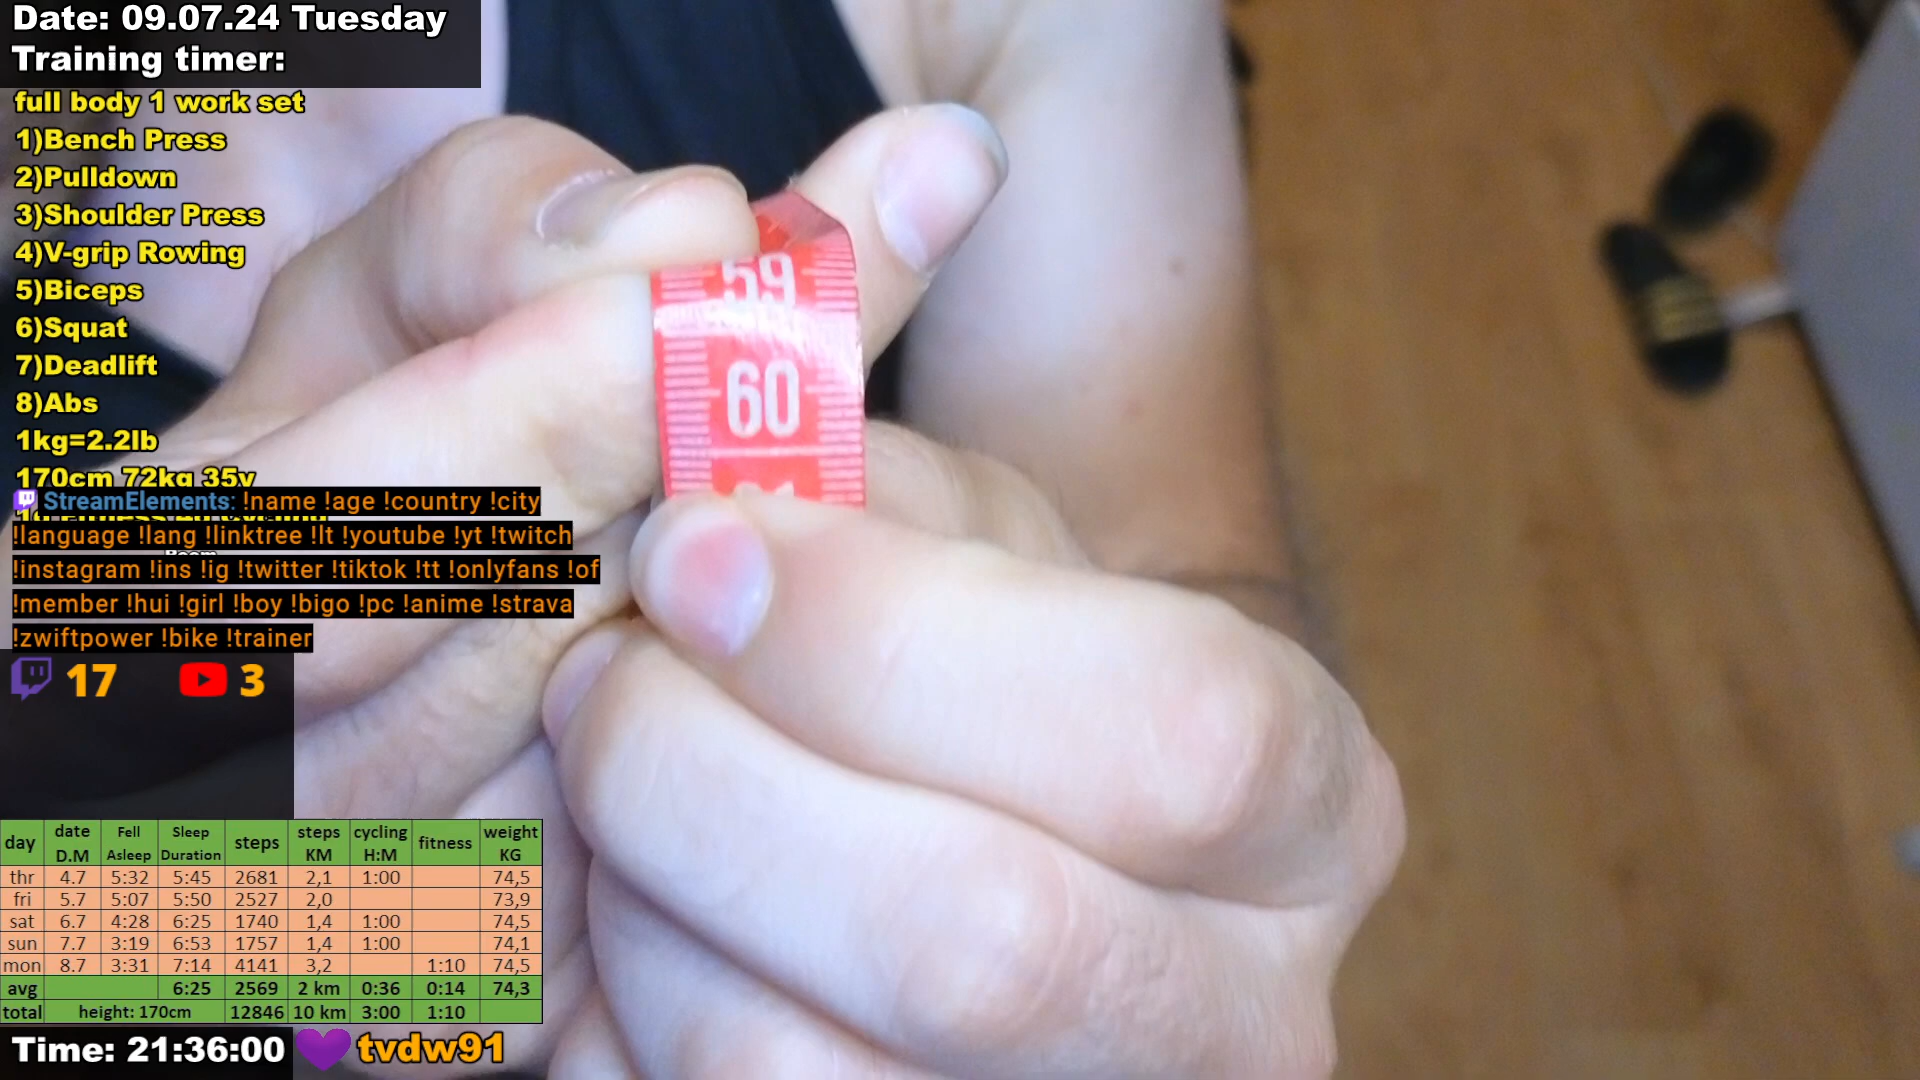 Date: 09.07.24 Tuesday
Training timer:
full body 1 work set
1)Bench Press
2)Pulldown
3)Shoulder Press
4)V-grip Rowing
5)Biceps
6)Squat
7)Deadlift
8)Abs
1kg=2.2lb
170cm 72kg 35y
StreamElements: !name !age !country !city
!language !lang !linktree !lt !youtube !yt !twitch
!instagram !ins !ig !twitter !tiktok !tt !onlyfans !of
!member !hui !girl !boy !bigo !pc !anime !strava
!zwiftpower !bike !trainer
17 3
59
60
day date D.M Fell Asleep Sleep Duration steps steps KM cycling H:M fitness weight KG
thr 4.7 5:32 5:45 2681 2,1 1:00 74,5
fri 5.7 5:07 5:50 2527 2,0 73,9
sat 6.7 4:28 6:25 1740 1,4 1:00 74,5
sun 7.7 3:19 6:53 1757 1,4 1:00 74,1
mon 8.7 3:31 7:14 4141 3,2 1:10 74,5
avg 6:25 2569 2 km 0:36 0:14 74,3
total height: 170cm 12846 10 km 3:00 1:10
Time: 21:36:00 tvdw91